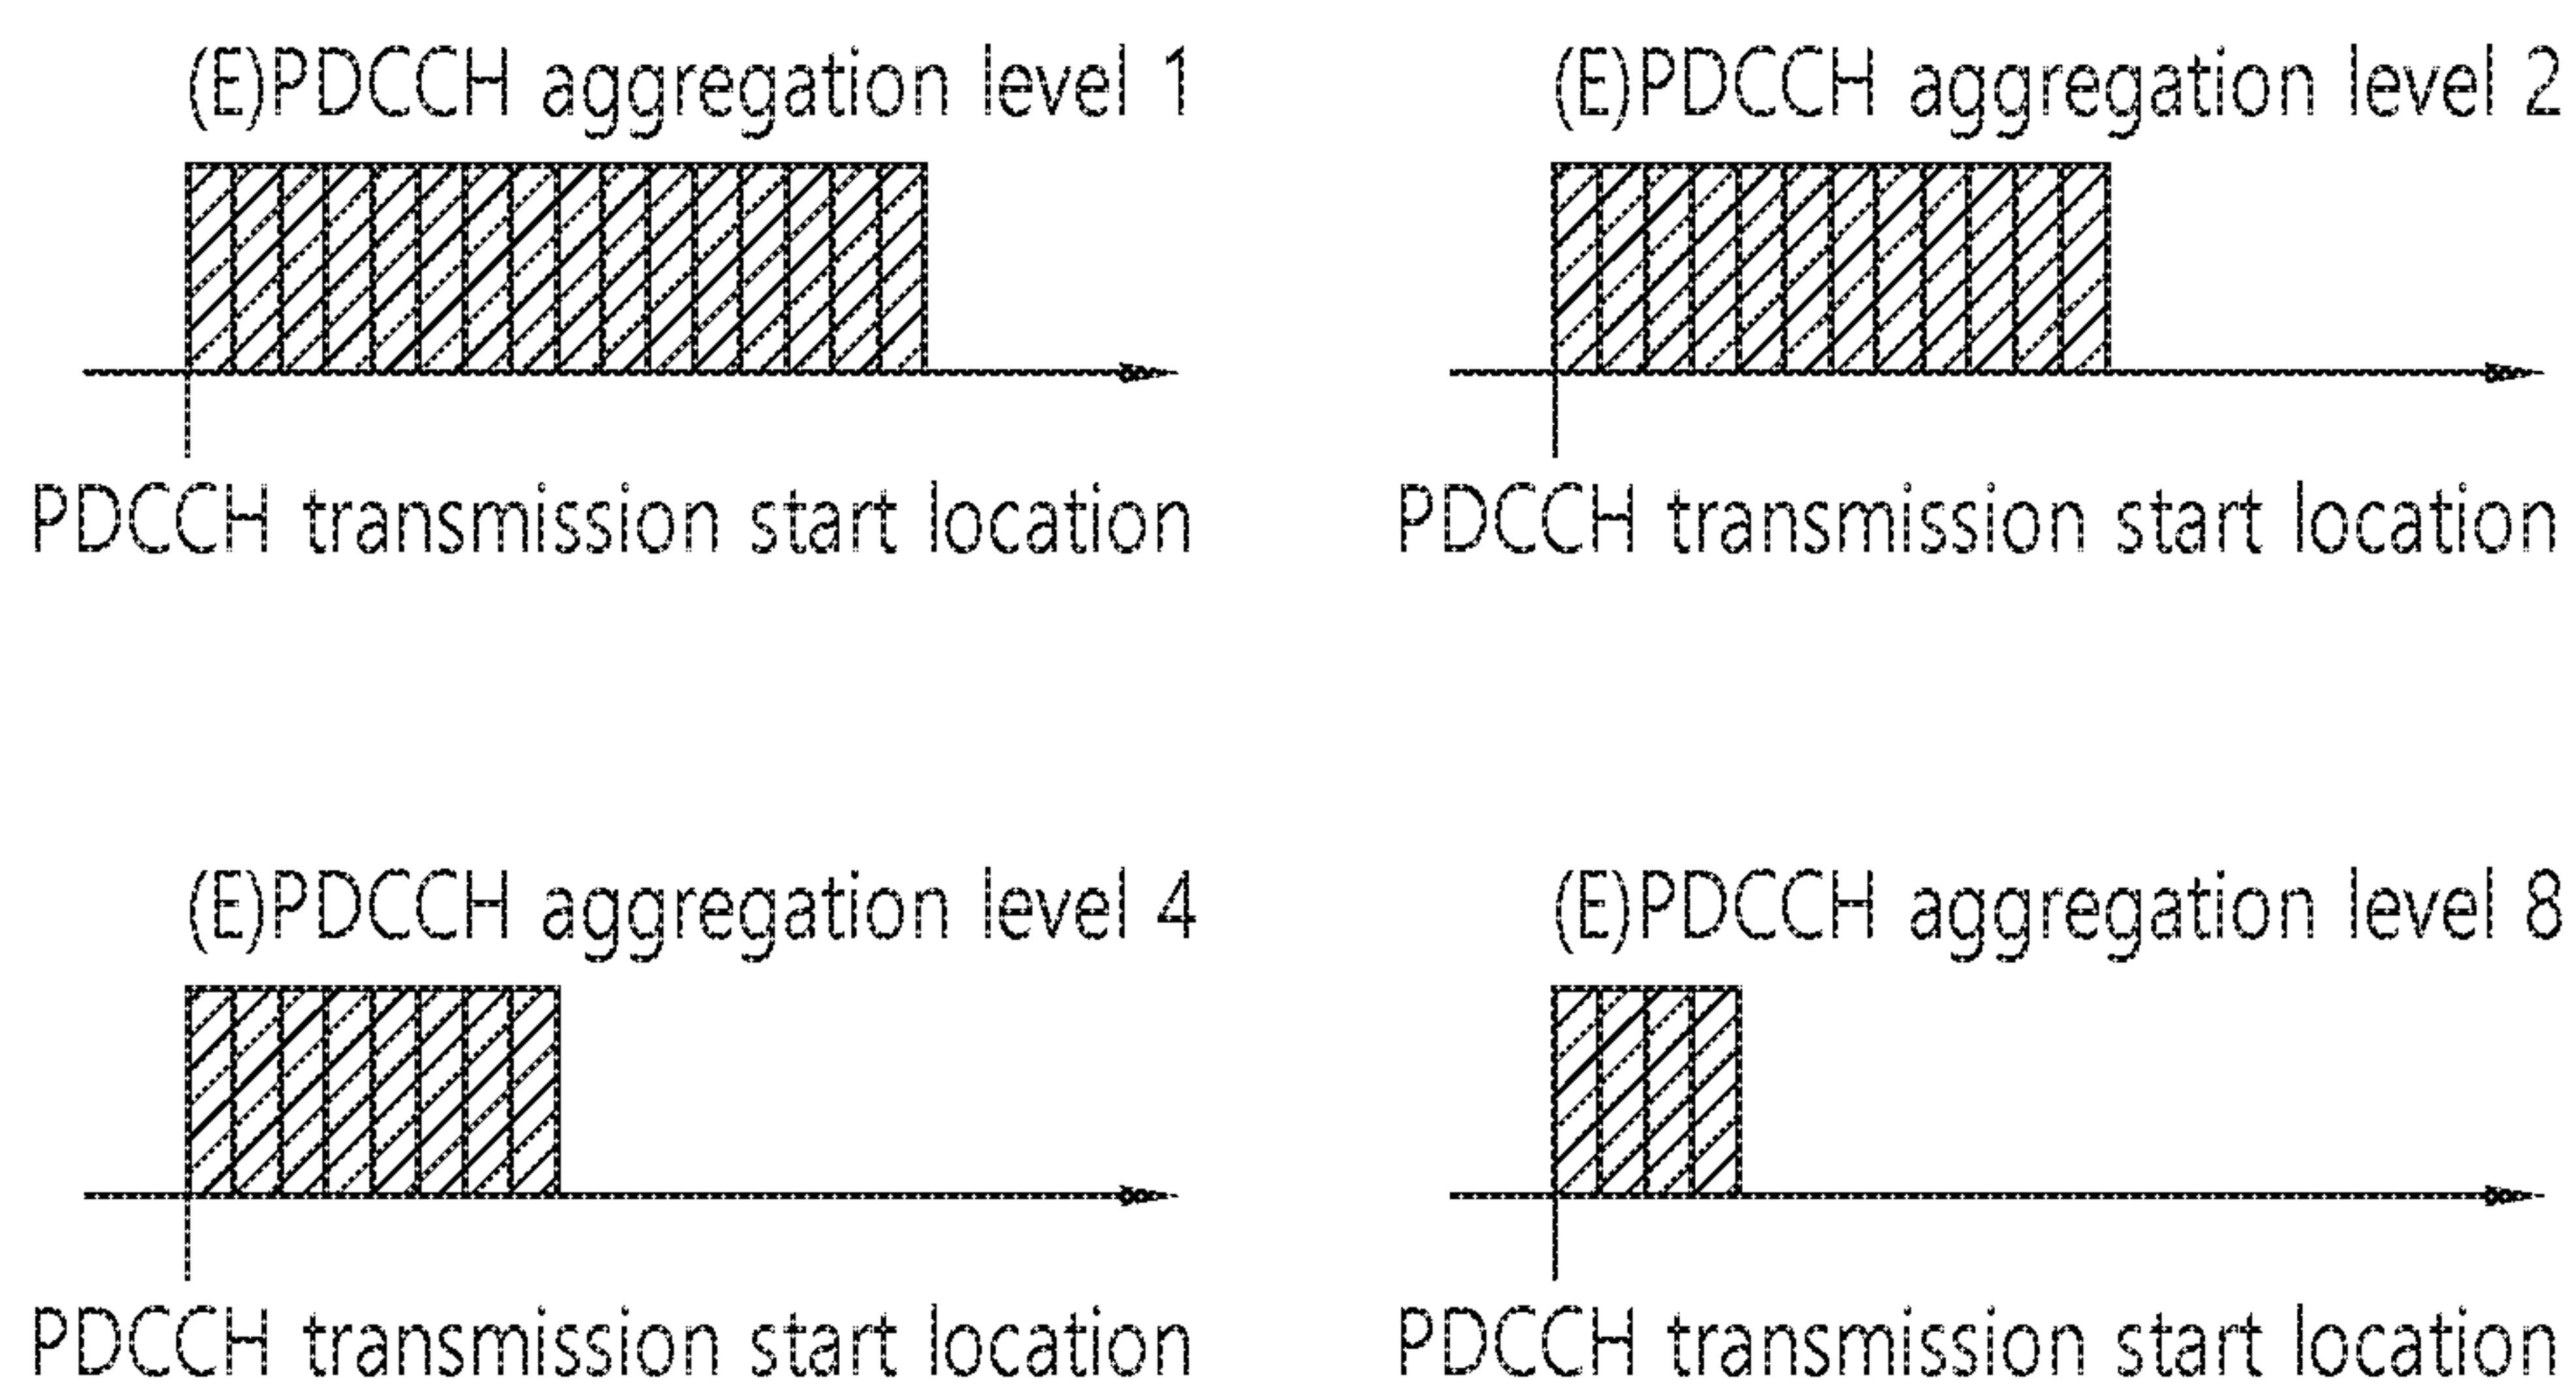 (E)PDCCH aggregation level 1
PDCCH transmission start location
(E)PDCCH aggregation level 2
PDCCH transmission start location
(E)PDCCH aggregation level 4
PDCCH transmission start location
(E)PDCCH aggregation level 8
PDCCH transmission start location